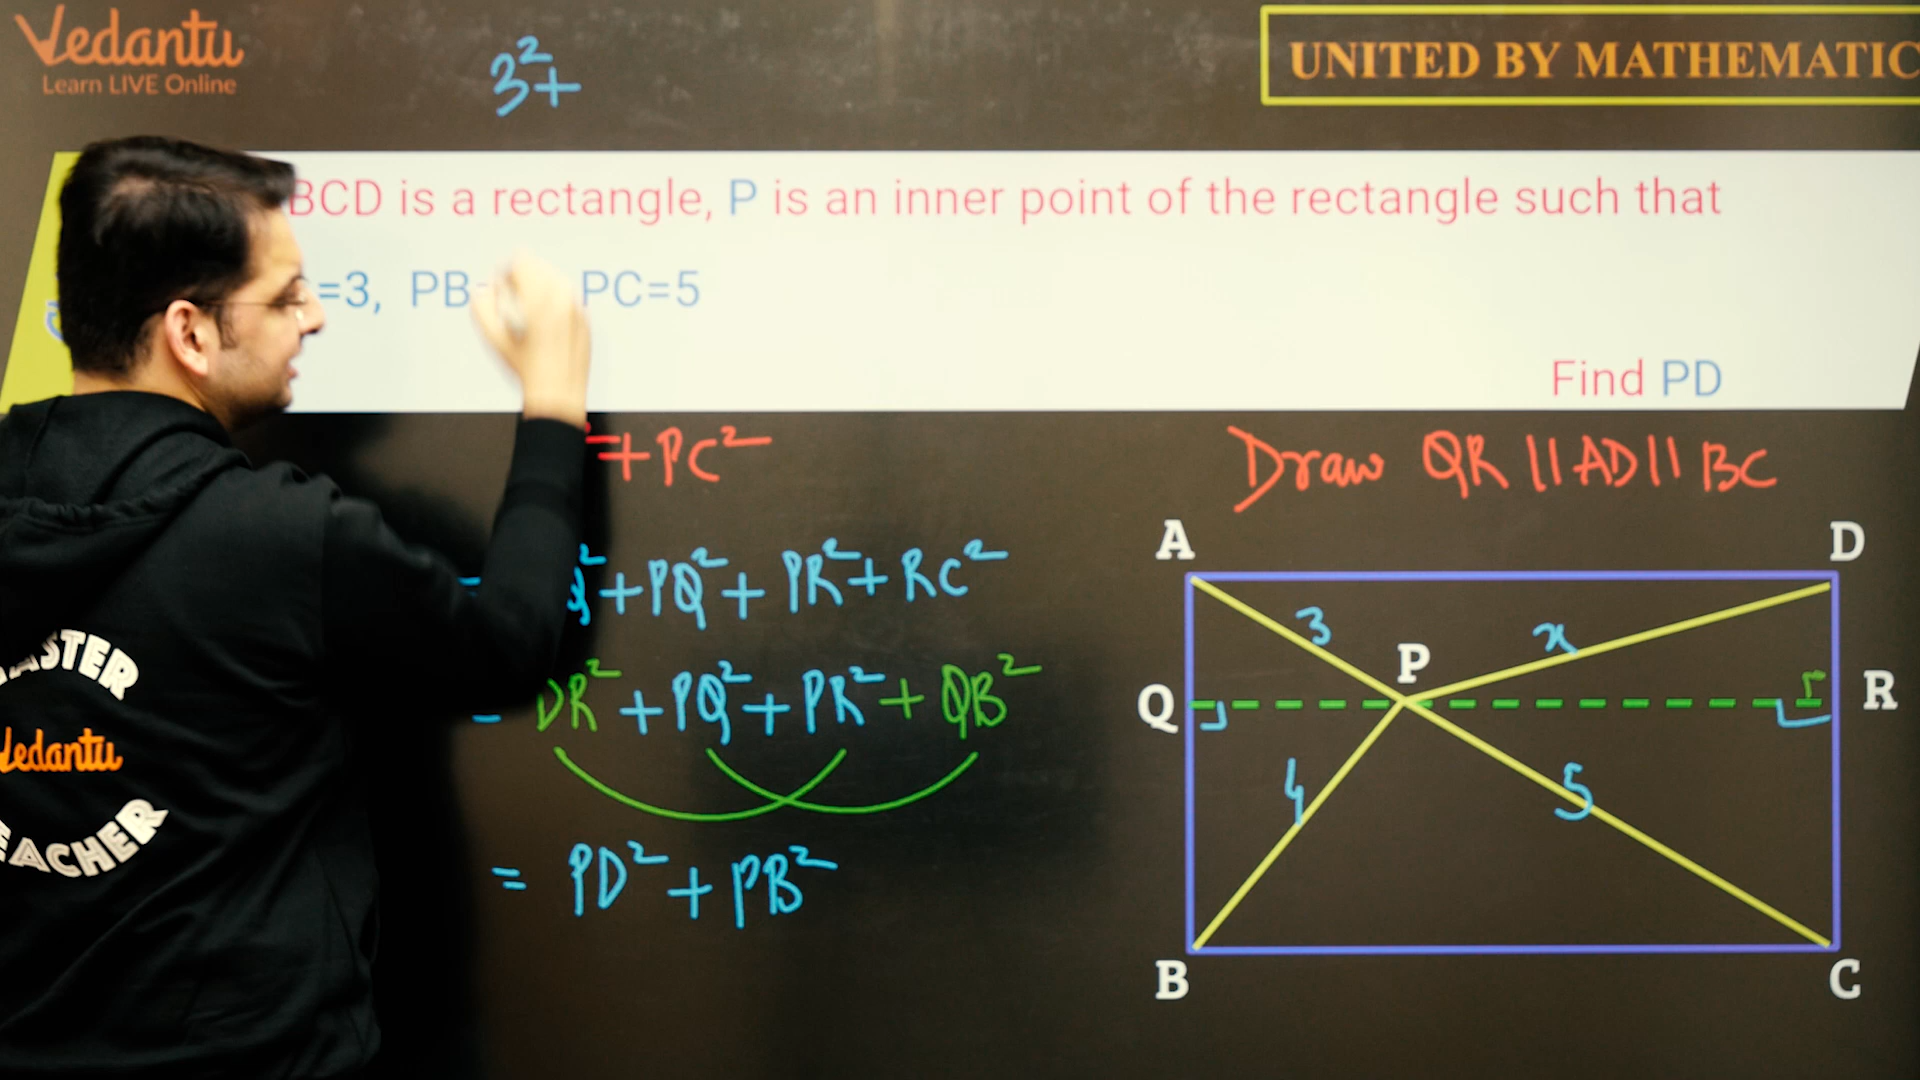 Vedantu
Learn LIVE Online
3²+
UNITED BY MATHEMATIC
BCD is a rectangle, P is an inner point of the rectangle such that
=3, PB= PC=5
Find PD
+ PC²
Draw QR || AD || BC
+ PQ² + PR² + RC²
= DR² + PQ² + PR² + QB²
= PD² + PB²
A
D
3
x
P
Q
R
4
5
B
C
Vedantu